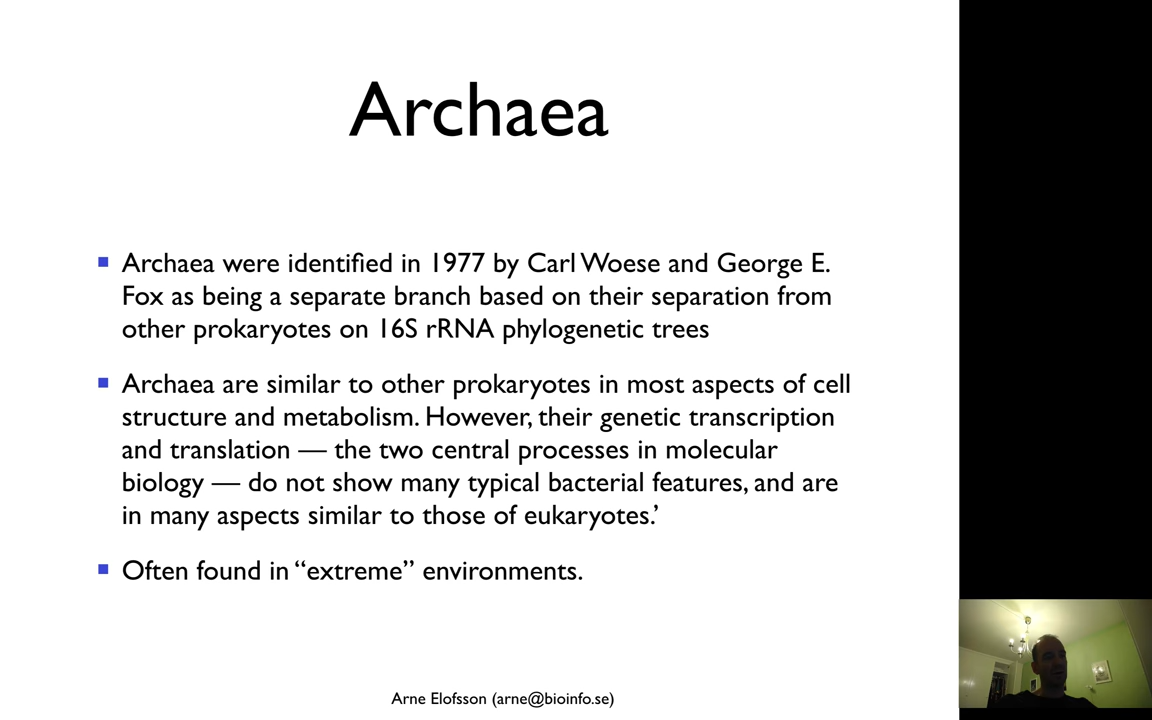 Archaea
Archaea were identified in 1977 by Carl Woese and George E.
Fox as being a separate branch based on their separation from
other prokaryotes on 16S rRNA phylogenetic trees
Archaea are similar to other prokaryotes in most aspects of cell
structure and metabolism. However, their genetic transcription
and translation — the two central processes in molecular
biology — do not show many typical bacterial features, and are
in many aspects similar to those of eukaryotes.’
Often found in “extreme” environments.
Arne Elofsson (arne@bioinfo.se)